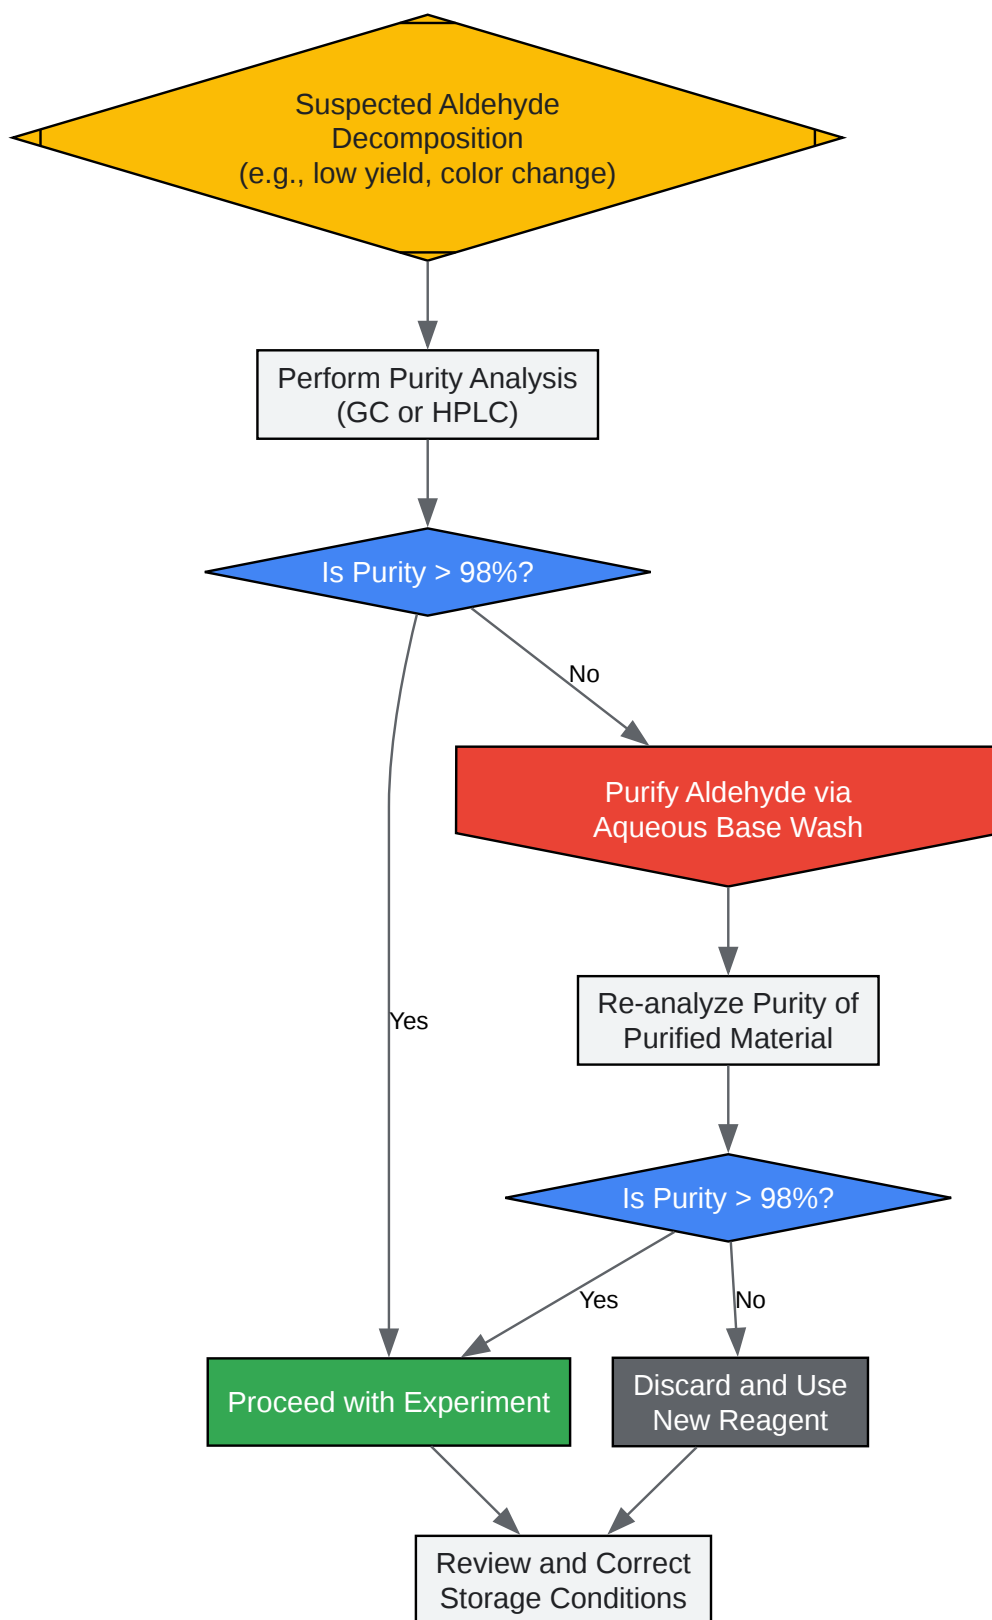 Suspected Aldehyde
Decomposition
(e.g., low yield, color change)
Perform Purity Analysis
(GC or HPLC)
Is Purity > 98%?
No
Purify Aldehyde via
Aqueous Base Wash
Re-analyze Purity of
Purified Material
Yes
Is Purity > 98%?
Yes
No
Proceed with Experiment
Discard and Use
New Reagent
Review and Correct
Storage Conditions